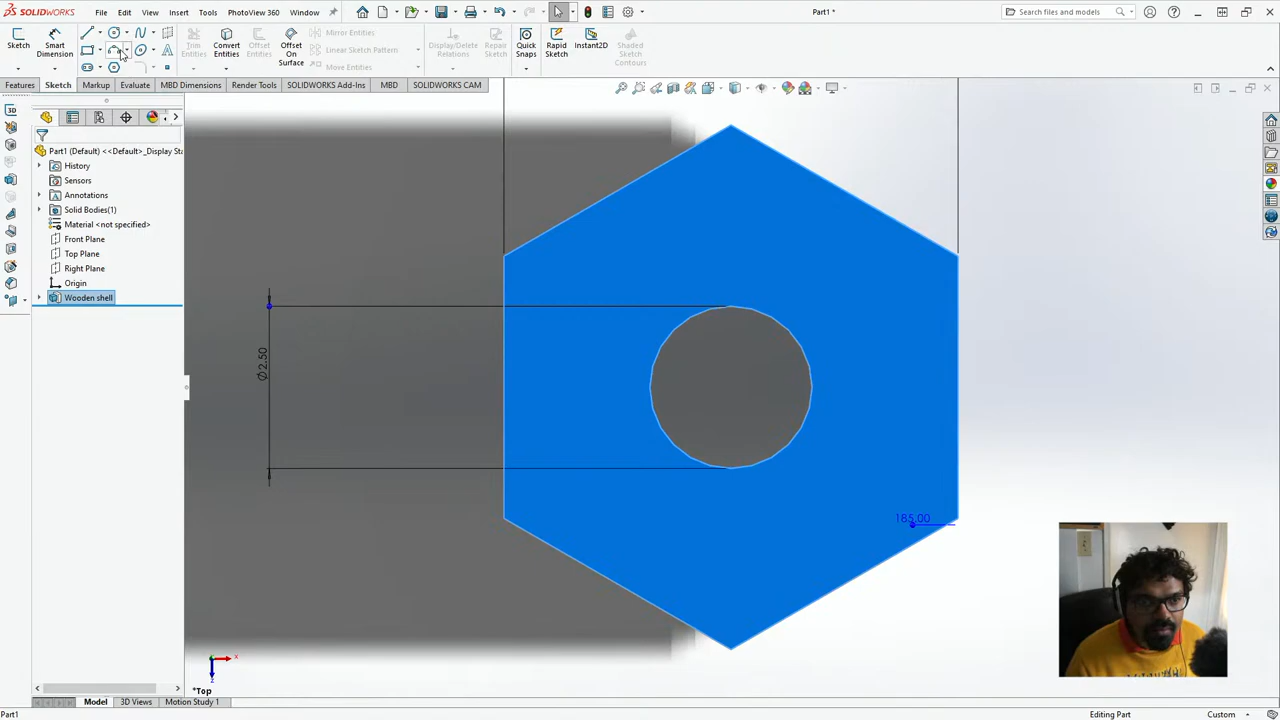 SOLIDWORKS
File Edit View Insert Tools PhotoView 360 Window
Part1 *
Search files and models
Sketch
Smart Dimension
Trim Entities
Convert Entities
Offset Entities
Offset On Surface
Mirror Entities
Linear Sketch Pattern
Move Entities
Display/Delete Relations
Repair Sketch
Quick Snaps
Rapid Sketch
Instant2D
Shaded Sketch Contours
Features Sketch Markup Evaluate MBD Dimensions Render Tools SOLIDWORKS Add-Ins MBD SOLIDWORKS CAM
Part1 (Default) <<Default>_Display Sta
History
Sensors
Annotations
Solid Bodies(1)
Material <not specified>
Front Plane
Top Plane
Right Plane
Origin
Wooden shell
Ø2.50
185.00
x
z
*Top
Model 3D Views Motion Study 1
Part1 Editing Part Custom